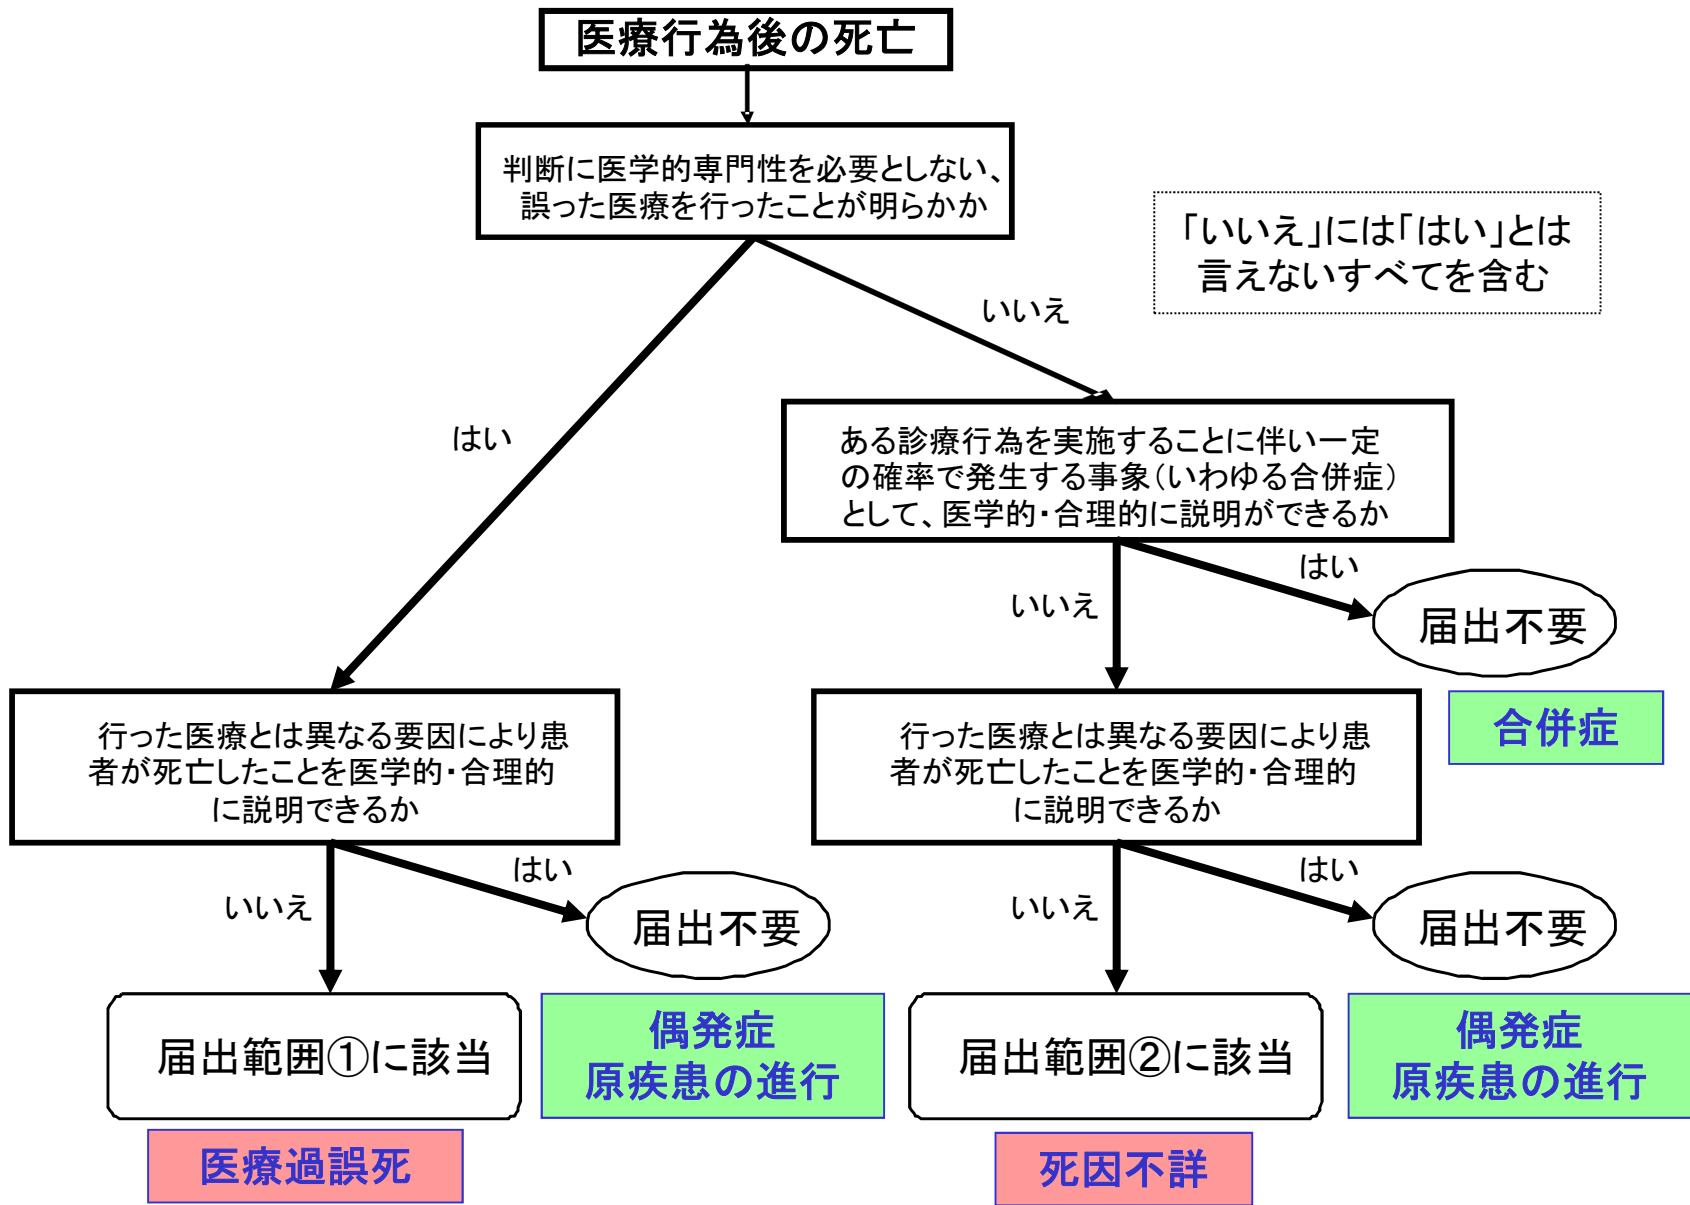 医療行為後の死亡
判断に医学的専門性を必要としない、
誤った医療を行ったことが明らかか
「いいえ」には「はい」とは
言えないすべてを含む
いいえ
はい
ある診療行為を実施することに伴い一定
の確率で発生する事象(いわゆる合併症)
として、医学的・合理的に説明ができるか
はい
いいえ
届出不要
合併症
行った医療とは異なる要因により患
者が死亡したことを医学的・合理的
に説明できるか
行った医療とは異なる要因により患
者が死亡したことを医学的・合理的
に説明できるか
はい
いいえ
届出不要
はい
いいえ
届出不要
届出範囲①に該当
偶発症
原疾患の進行
届出範囲②に該当
偶発症
原疾患の進行
医療過誤死
死因不詳